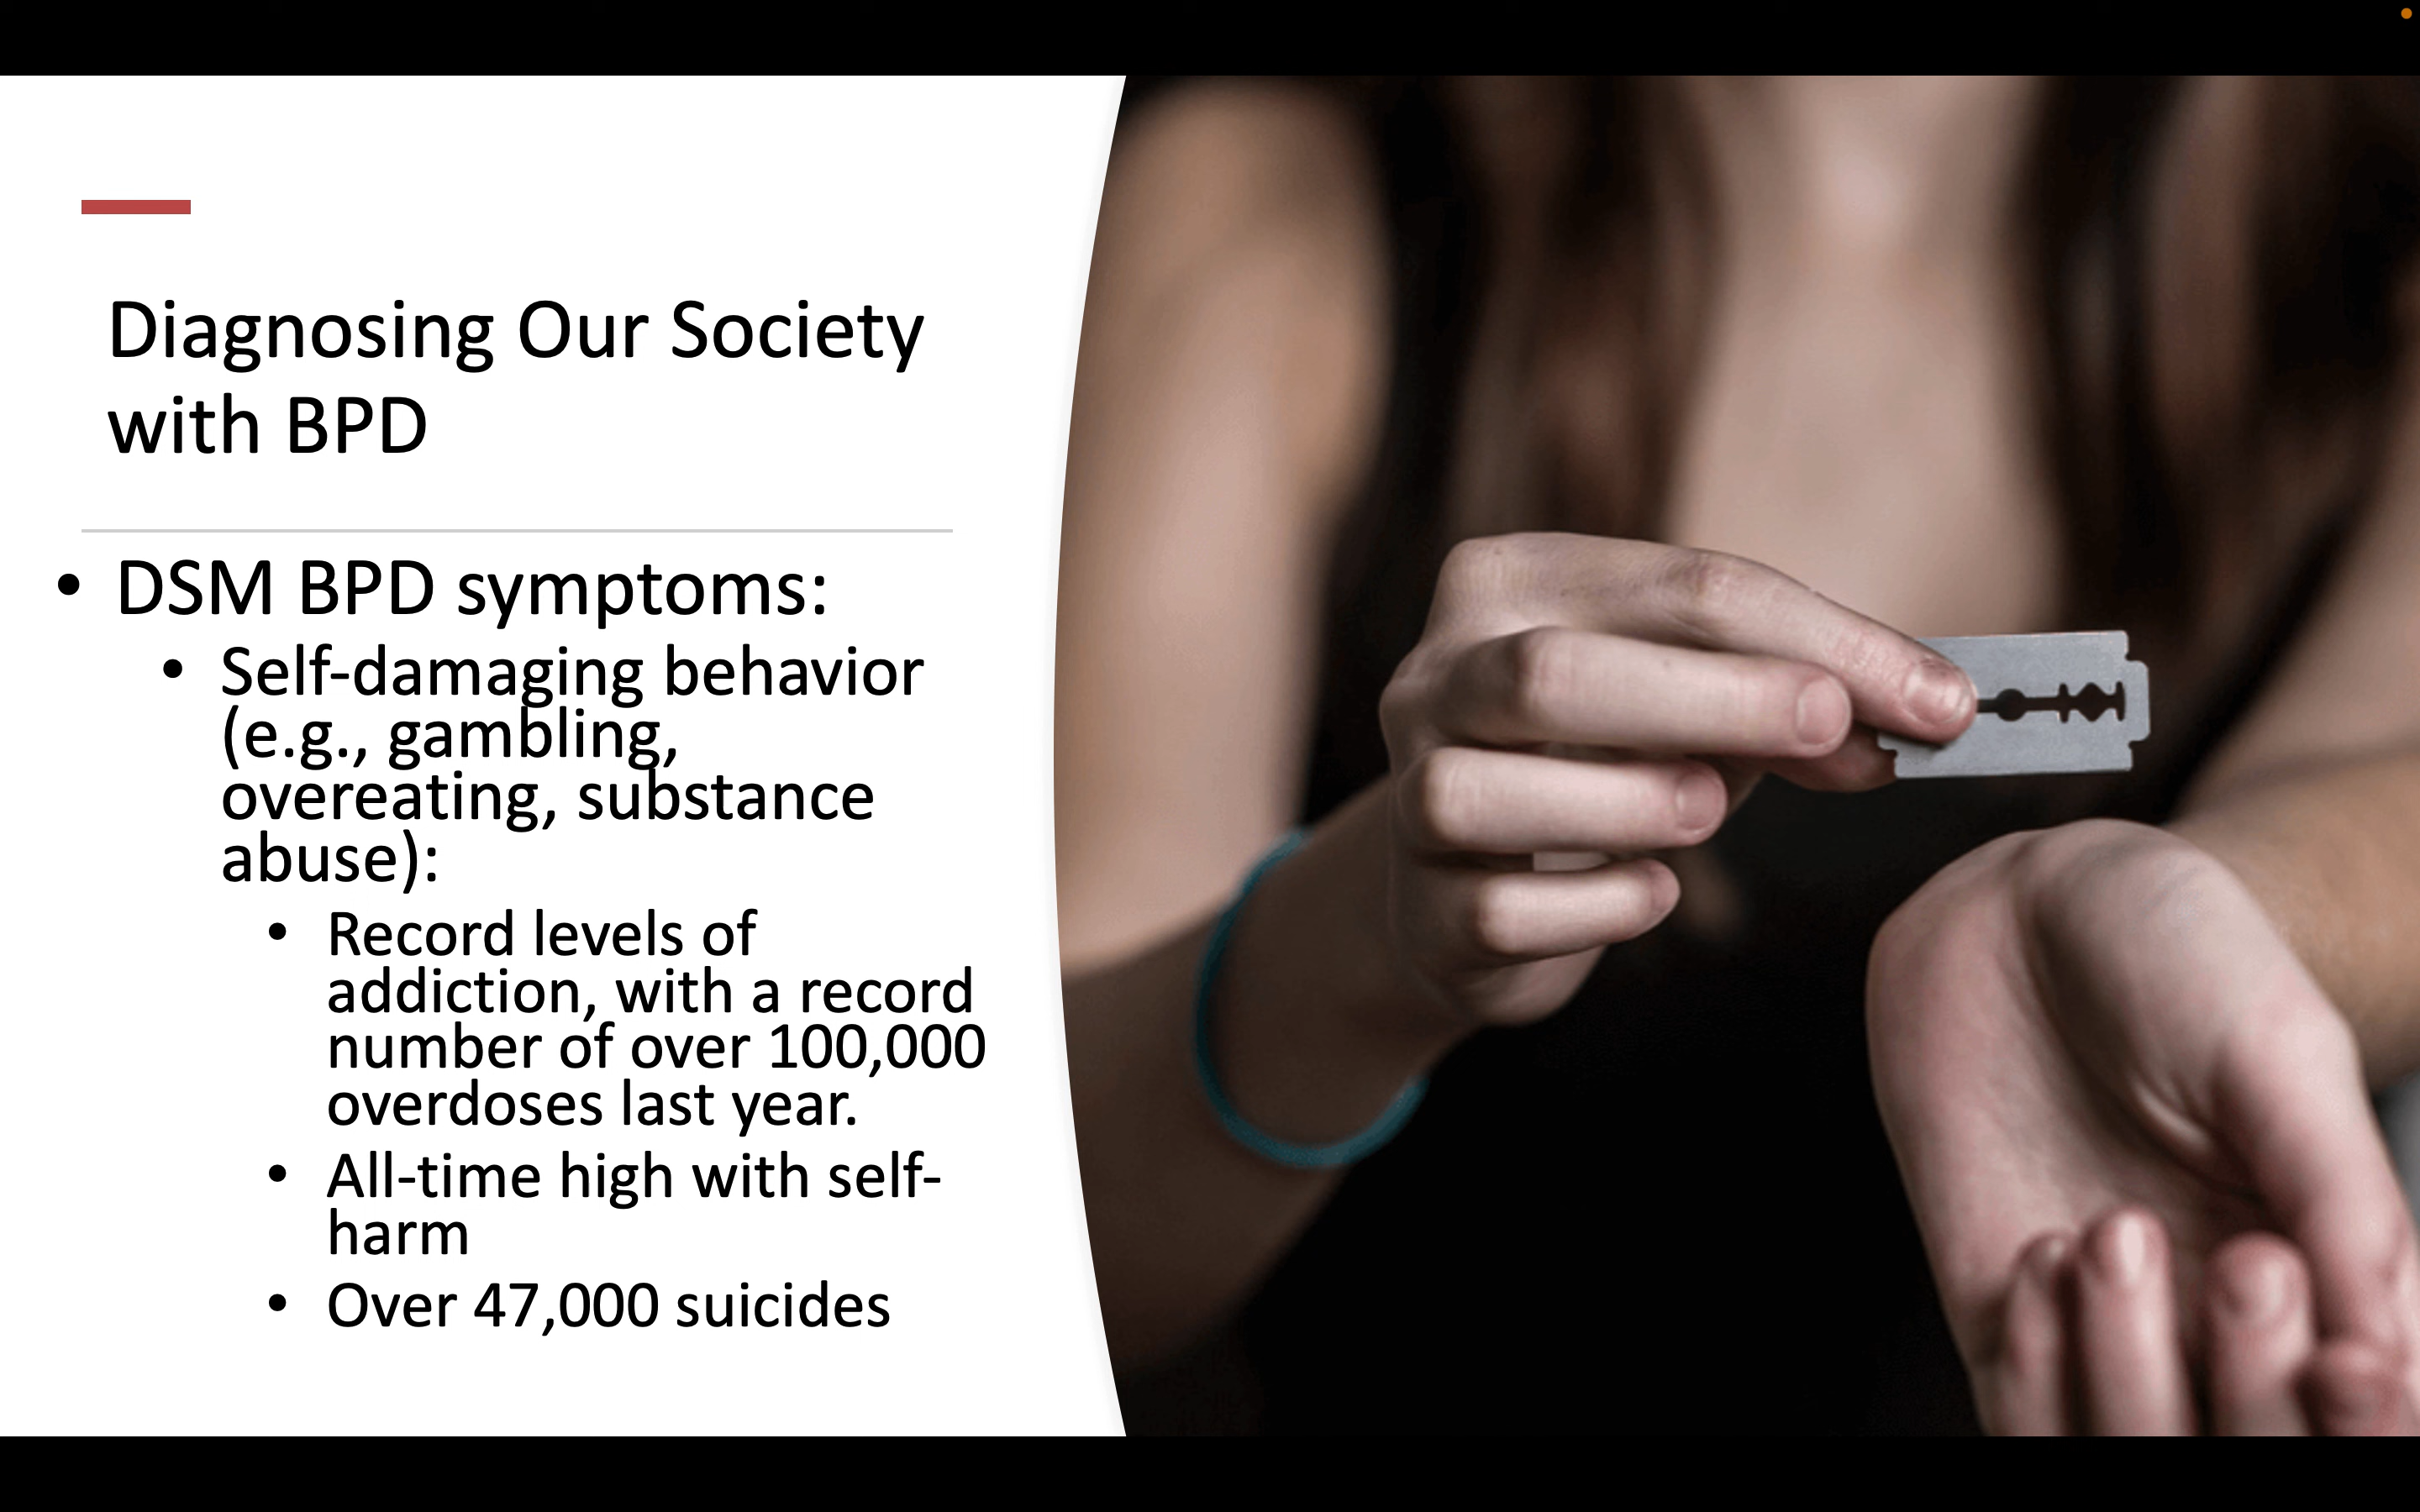 Diagnosing Our Society
with BPD
• DSM BPD symptoms:
• Self-damaging behavior
(e.g., gambling,
overeating, substance
abuse):
• Record levels of
addiction, with a record
number of over 100,000
overdoses last year.
• All-time high with self-
harm
• Over 47,000 suicides